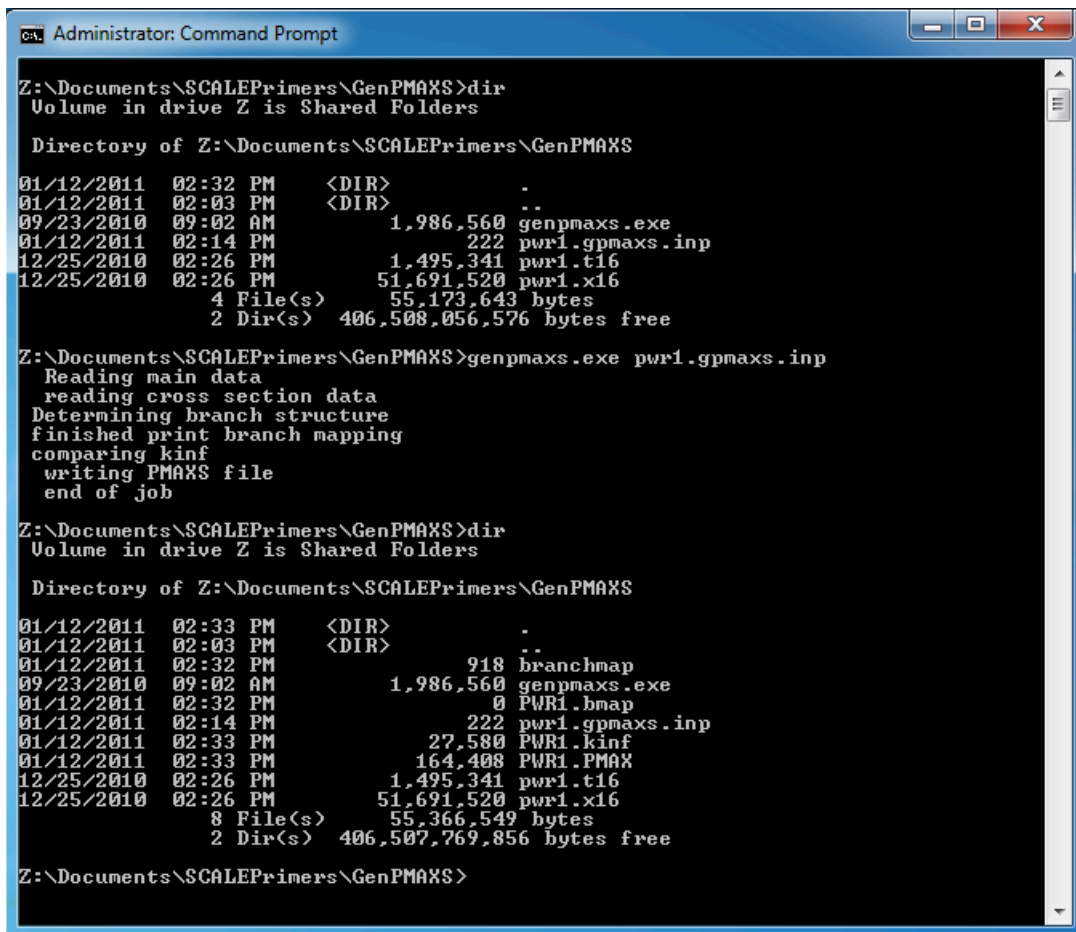 Administrator: Command Prompt
Z:\Documents\SCALEPrimers\GenPMAXS>dir
 Volume in drive Z is Shared Folders
 Directory of Z:\Documents\SCALEPrimers\GenPMAXS
01/12/2011  02:32 PM    <DIR>          .
01/12/2011  02:03 PM    <DIR>          ..
09/23/2010  09:02 AM         1,986,560 genpmaxs.exe
01/12/2011  02:14 PM               222 pwr1.gpmaxs.inp
12/25/2010  02:26 PM         1,495,341 pwr1.t16
12/25/2010  02:26 PM        51,691,520 pwr1.x16
               4 File(s)     55,173,643 bytes
               2 Dir(s)  406,508,056,576 bytes free
Z:\Documents\SCALEPrimers\GenPMAXS>genpmaxs.exe pwr1.gpmaxs.inp
  Reading main data
  reading cross section data
 Determining branch structure
 finished print branch mapping
 comparing kinf
  writing PMAXS file
  end of job
Z:\Documents\SCALEPrimers\GenPMAXS>dir
 Volume in drive Z is Shared Folders
 Directory of Z:\Documents\SCALEPrimers\GenPMAXS
01/12/2011  02:33 PM    <DIR>          .
01/12/2011  02:03 PM    <DIR>          ..
01/12/2011  02:32 PM               918 branchmap
09/23/2010  09:02 AM         1,986,560 genpmaxs.exe
01/12/2011  02:32 PM                 0 PWR1.bmap
01/12/2011  02:14 PM               222 pwr1.gpmaxs.inp
01/12/2011  02:33 PM            27,580 PWR1.kinf
01/12/2011  02:33 PM           164,408 PWR1.PMAX
12/25/2010  02:26 PM         1,495,341 pwr1.t16
12/25/2010  02:26 PM        51,691,520 pwr1.x16
               8 File(s)     55,366,549 bytes
               2 Dir(s)  406,507,769,856 bytes free
Z:\Documents\SCALEPrimers\GenPMAXS>